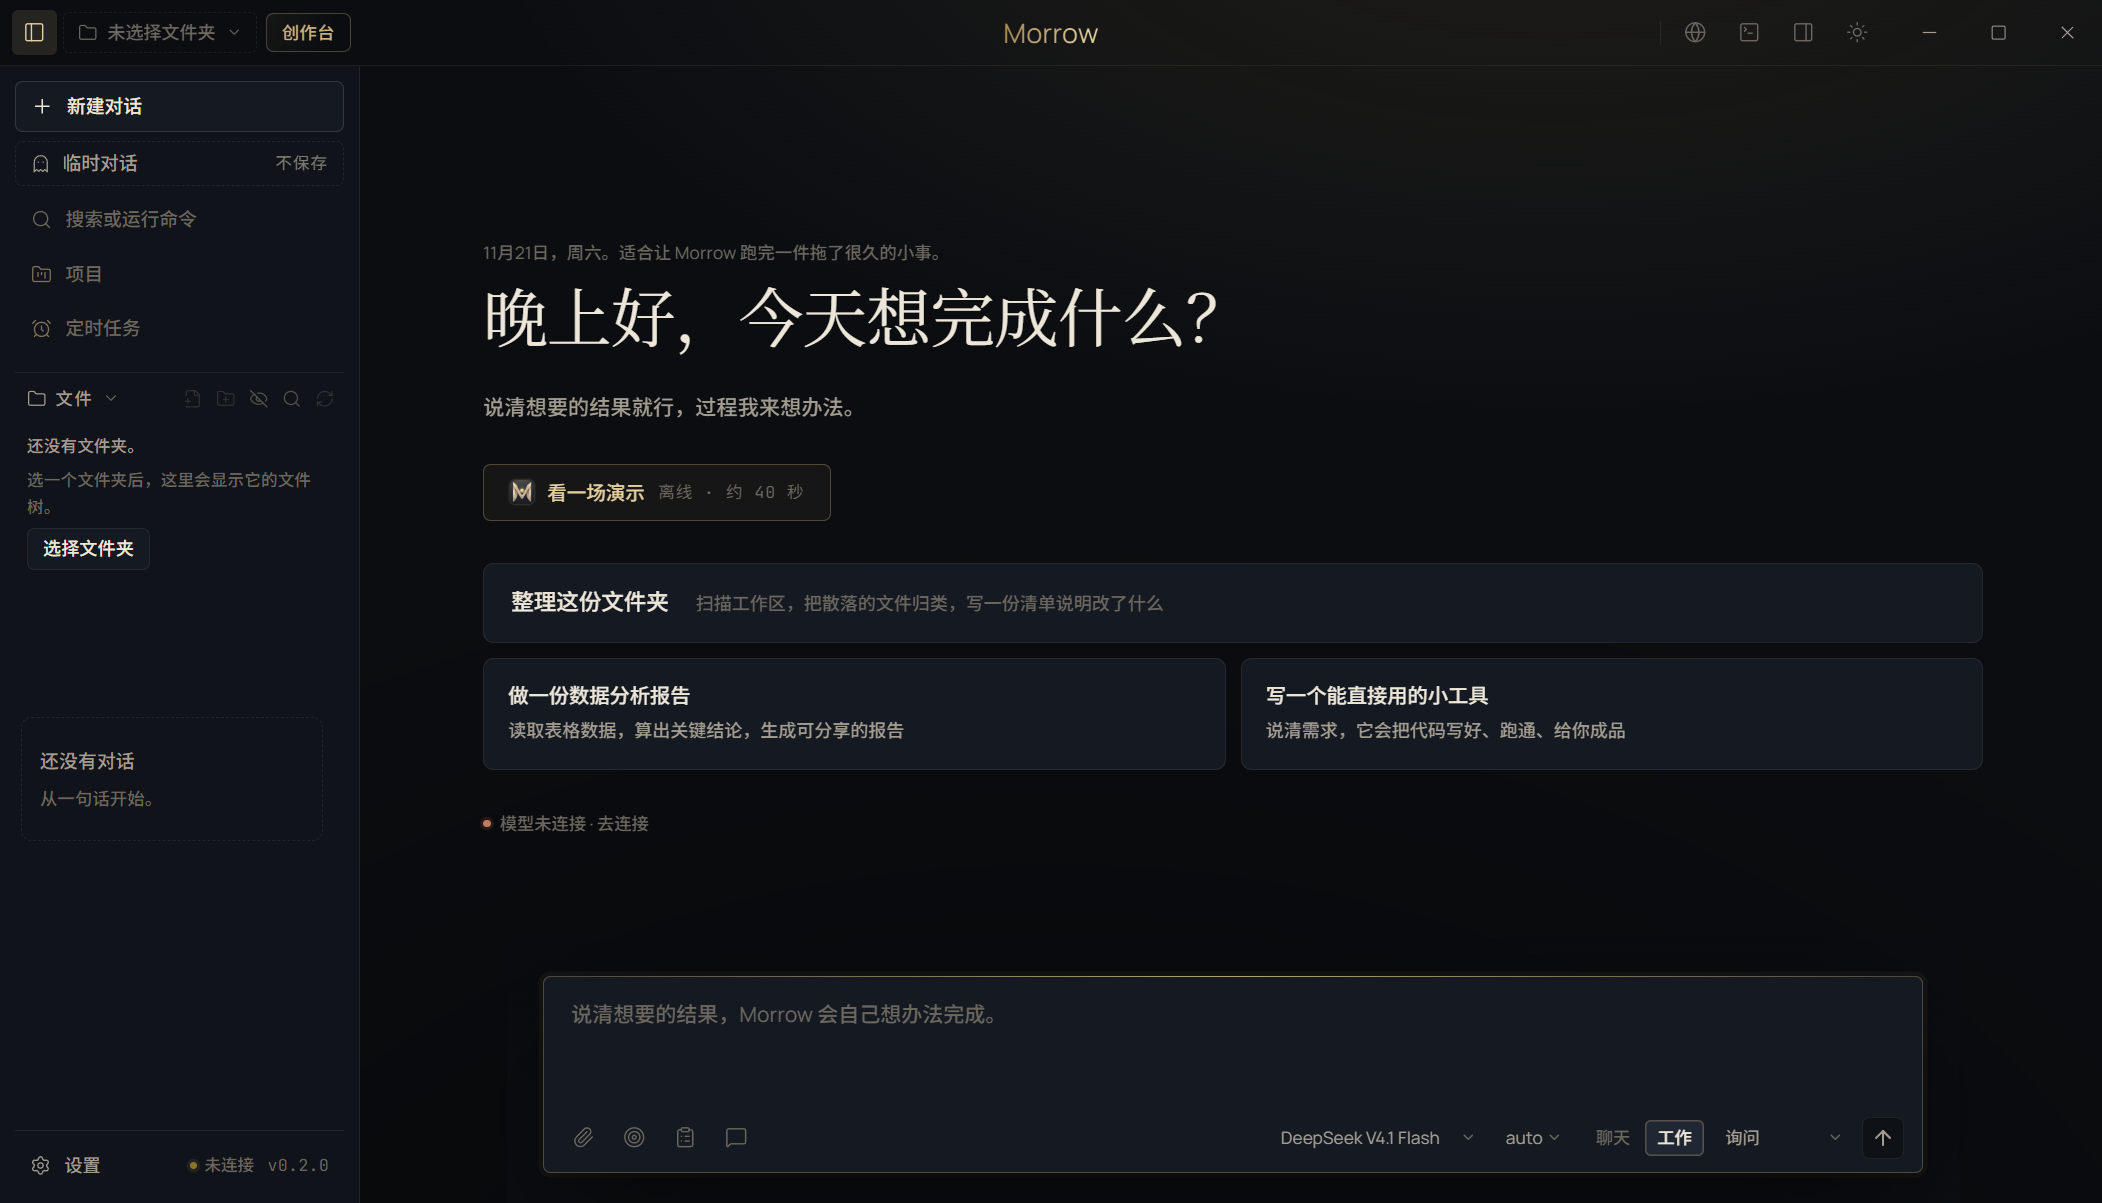 未选择文件夹
创作台
Morrow
新建对话
临时对话 不保存
搜索或运行命令
项目
定时任务
文件
还没有文件夹。
选一个文件夹后，这里会显示它的文件
树。
选择文件夹
还没有对话
从一句话开始。
设置
未连接 v0.2.0
11月21日，周六。适合让 Morrow 跑完一件拖了很久的小事。
晚上好，今天想完成什么？
说清想要的结果就行，过程我来想办法。
看一场演示 离线 · 约 40 秒
整理这份文件夹 扫描工作区，把散落的文件归类，写一份清单说明改了什么
做一份数据分析报告
读取表格数据，算出关键结论，生成可分享的报告
写一个能直接用的小工具
说清需求，它会把代码写好、跑通、给你成品
模型未连接 · 去连接
说清想要的结果，Morrow 会自己想办法完成。
DeepSeek V4.1 Flash auto 聊天 工作 询问